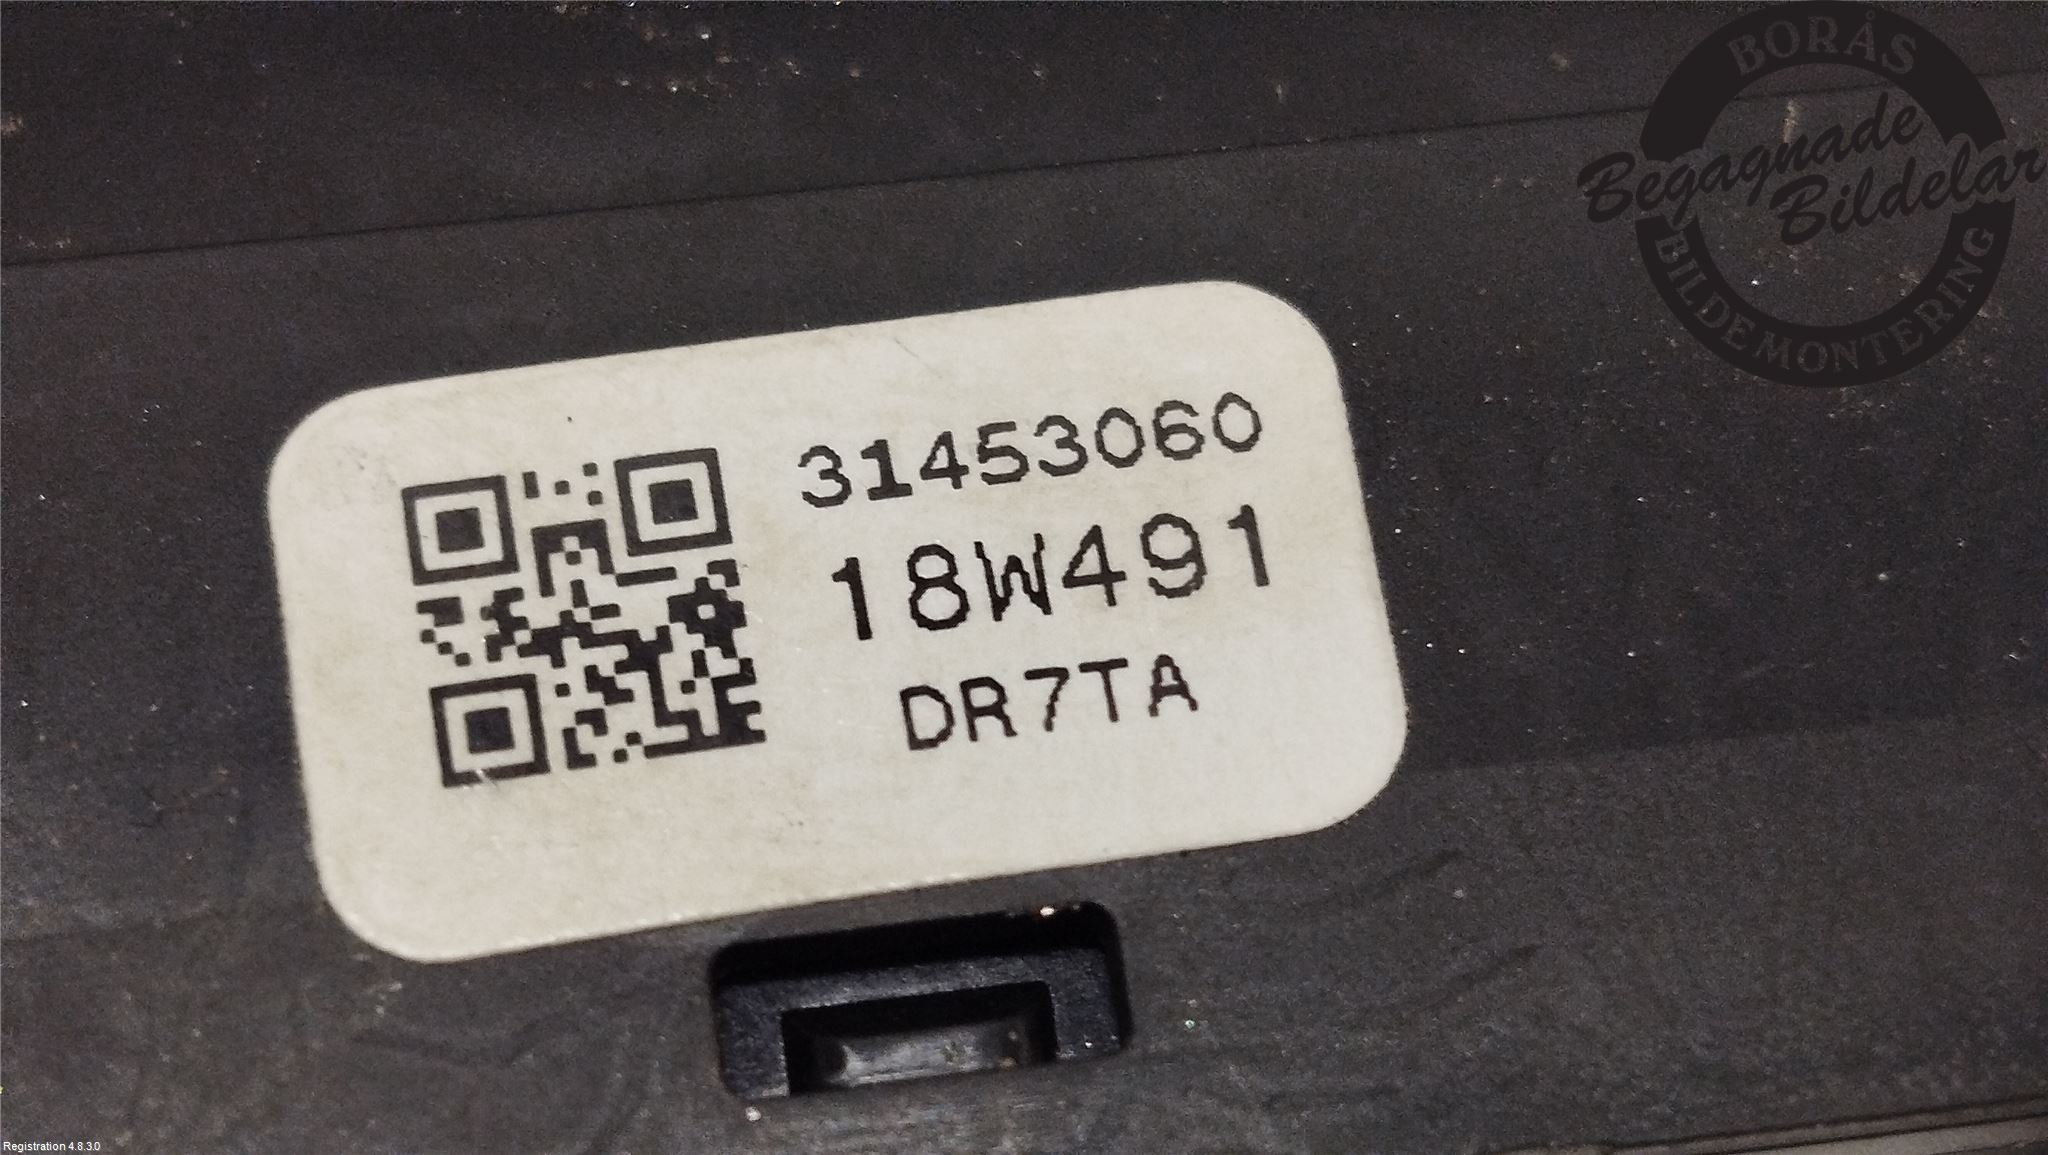 BORÅS
Begagnade
Bildelar
BILDEMONTERING
31453060
18W491
DR7TA
Registration 4.8.3.0